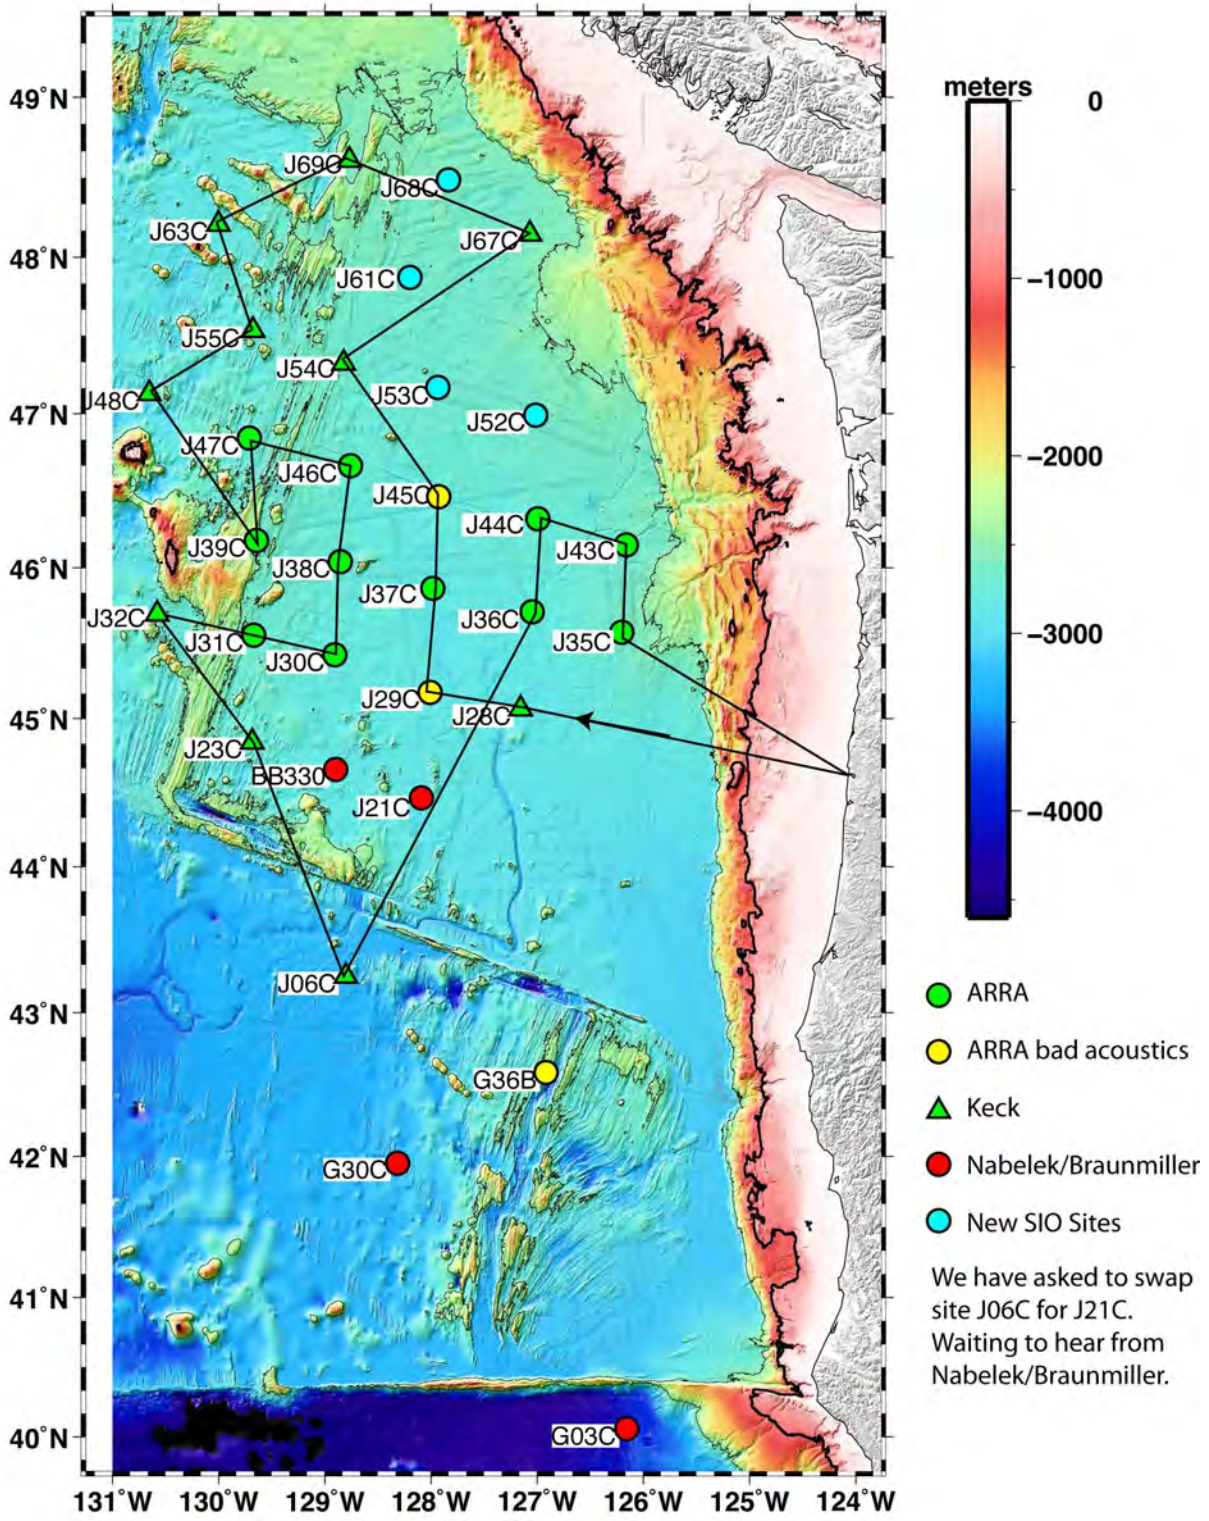 meters
0
−1000
−2000
−3000
−4000
49°N
48°N
47°N
46°N
45°N
44°N
43°N
42°N
41°N
40°N
131°W
130°W
129°W
128°W
127°W
126°W
125°W
124°W
J69C
J68C
J63C
J67C
J61C
J55C
J54C
J53C
J48C
J52C
J47C
J46C
J45C
J44C
J43C
J39C
J38C
J37C
J36C
J32C
J31C
J35C
J30C
J29C
J28C
J23C
BB330
J21C
J06C
G36B
G30C
G03C
ARRA
ARRA bad acoustics
Keck
Nabelek/Braunmiller
New SIO Sites
We have asked to swap
site J06C for J21C.
Waiting to hear from
Nabelek/Braunmiller.